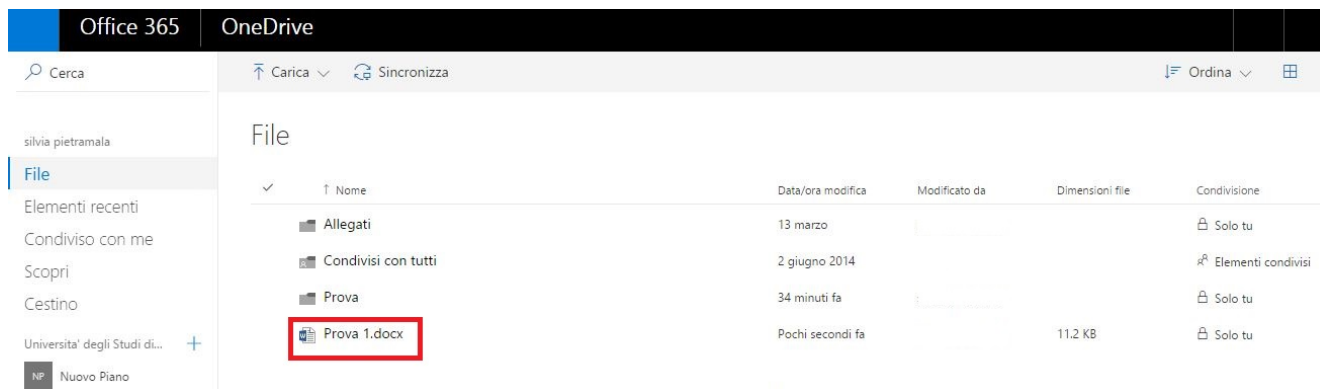 Office 365 OneDrive
Cerca Carica Sincronizza Ordina
silvia pietramala
File
Elementi recenti
Condiviso con me
Scopri
Cestino
Universita' degli Studi di...
NP Nuovo Piano
File
Nome Data/ora modifica Modificato da Dimensioni file Condivisione
Allegati 13 marzo Solo tu
Condivisi con tutti 2 giugno 2014 Elementi condivisi
Prova 34 minuti fa Solo tu
Prova 1.docx Pochi secondi fa 11.2 KB Solo tu